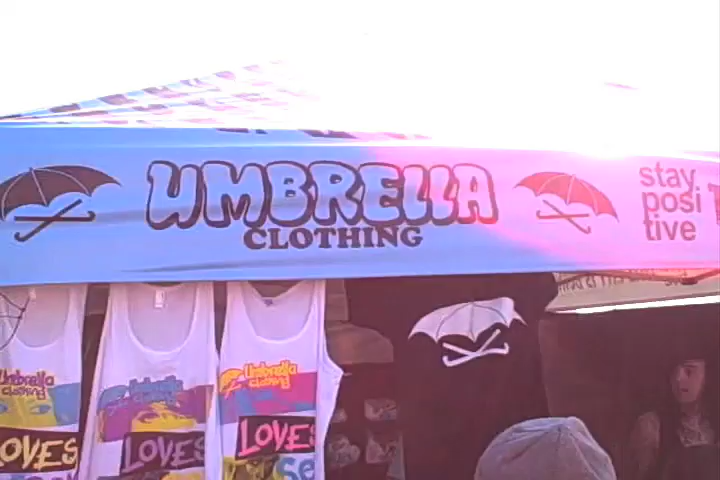 UMBRELLA
CLOTHING
stay
posi
tive
Umbrella
clothing
LOVES
Umbrella
clothing
LOVES
Umbrella
clothing
LOVES